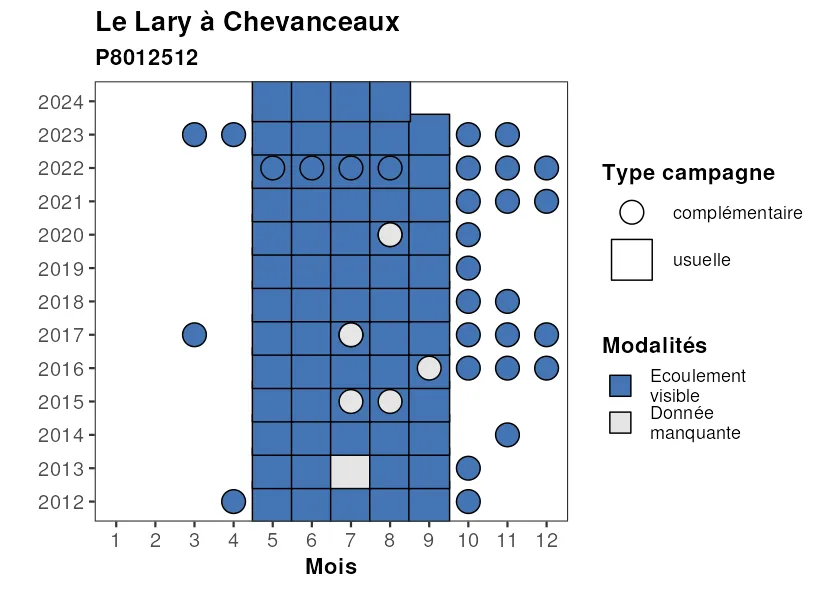 Le Lary à Chevanceaux
P8012512
2024
2023
2022
2021
2020
2019
2018
2017
2016
2015
2014
2013
2012
1 2 3 4 5 6 7 8 9 10 11 12
Mois
Type campagne
complémentaire
usuelle
Modalités
Ecoulement
visible
Donnée
manquante